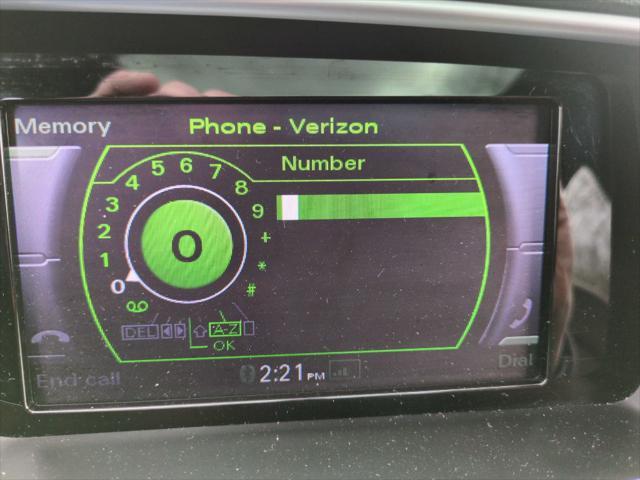 Memory
Phone - Verizon
Number
0
1
2
3
4
5
6
7
8
9
+
*
#
0
DEL
A-Z
OK
End call
2:21 PM
Dial